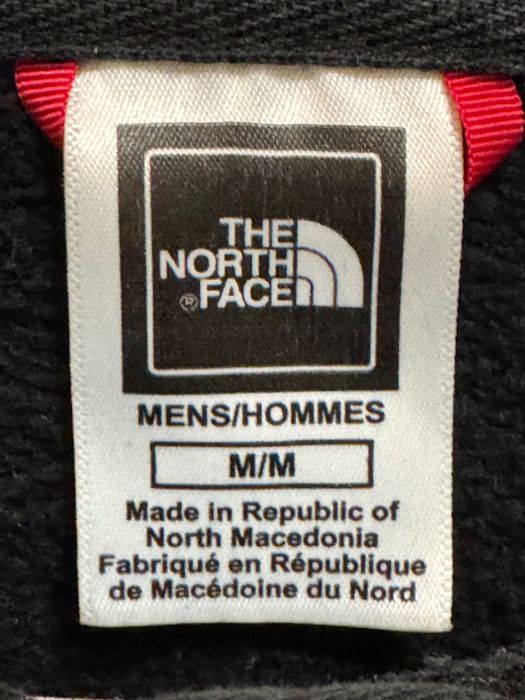 THE
NORTH
® FACE
MENS/HOMMES
M/M
Made in Republic of
North Macedonia
Fabriqué en République
de Macédoine du Nord